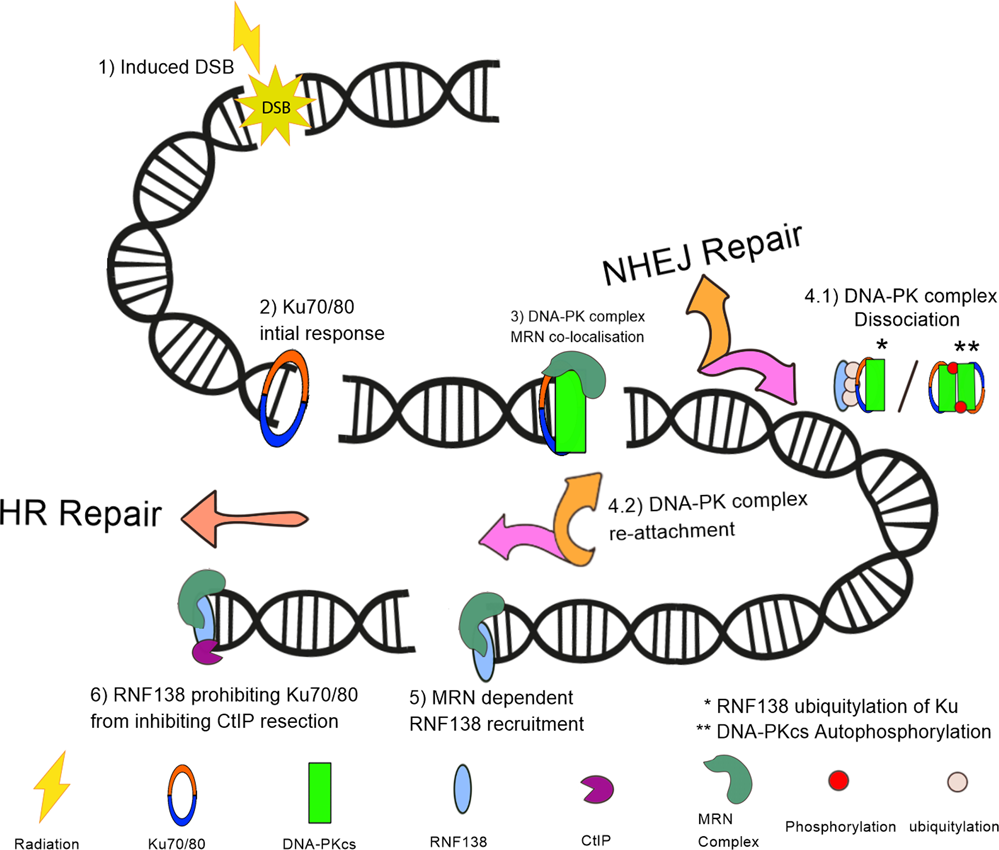 1) Induced DSB
DSB
NHEJ Repair
2) Ku70/80
intial response
3) DNA-PK complex
MRN co-localisation
4.1) DNA-PK complex
Dissociation
* **
/
HR Repair
4.2) DNA-PK complex
re-attachment
6) RNF138 prohibiting Ku70/80
from inhibiting CtIP resection
5) MRN dependent
RNF138 recruitment
* RNF138 ubiquitylation of Ku
** DNA-PKcs Autophosphorylation
Radiation
Ku70/80
DNA-PKcs
RNF138
CtIP
MRN
Complex
Phosphorylation
ubiquitylation